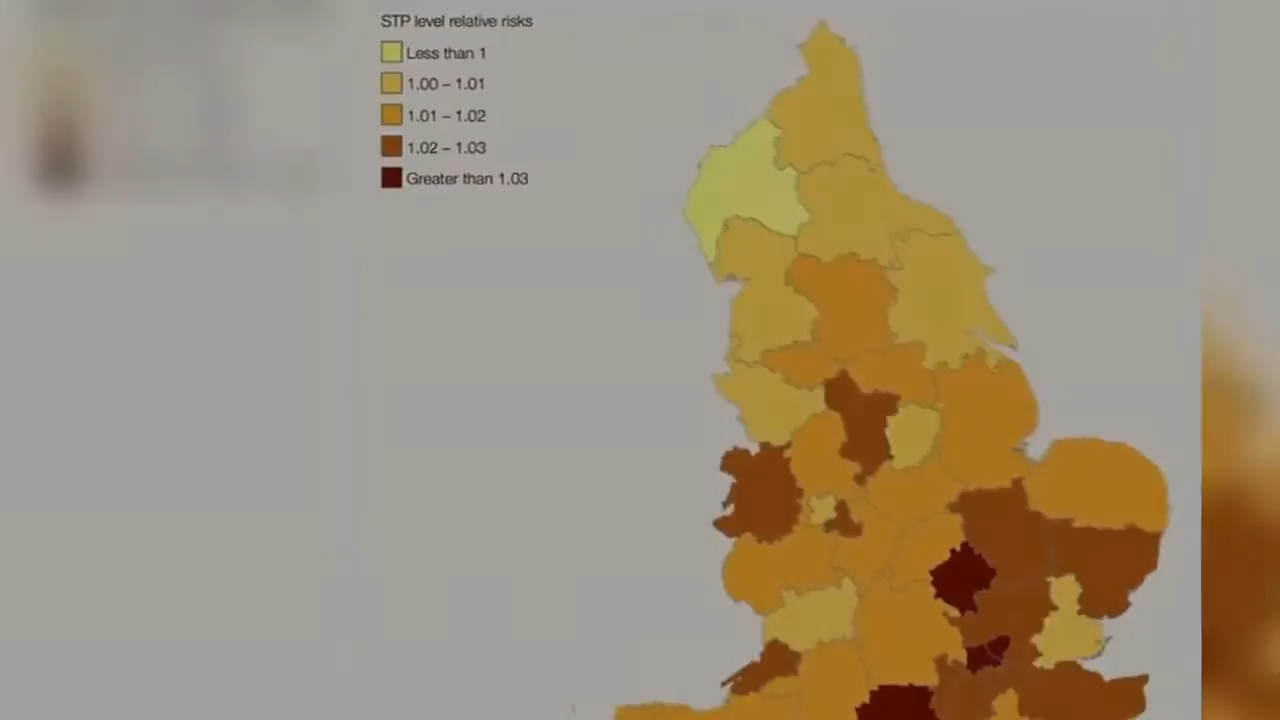 STP level relative risks
Less than 1
1.00 – 1.01
1.01 – 1.02
1.02 – 1.03
Greater than 1.03